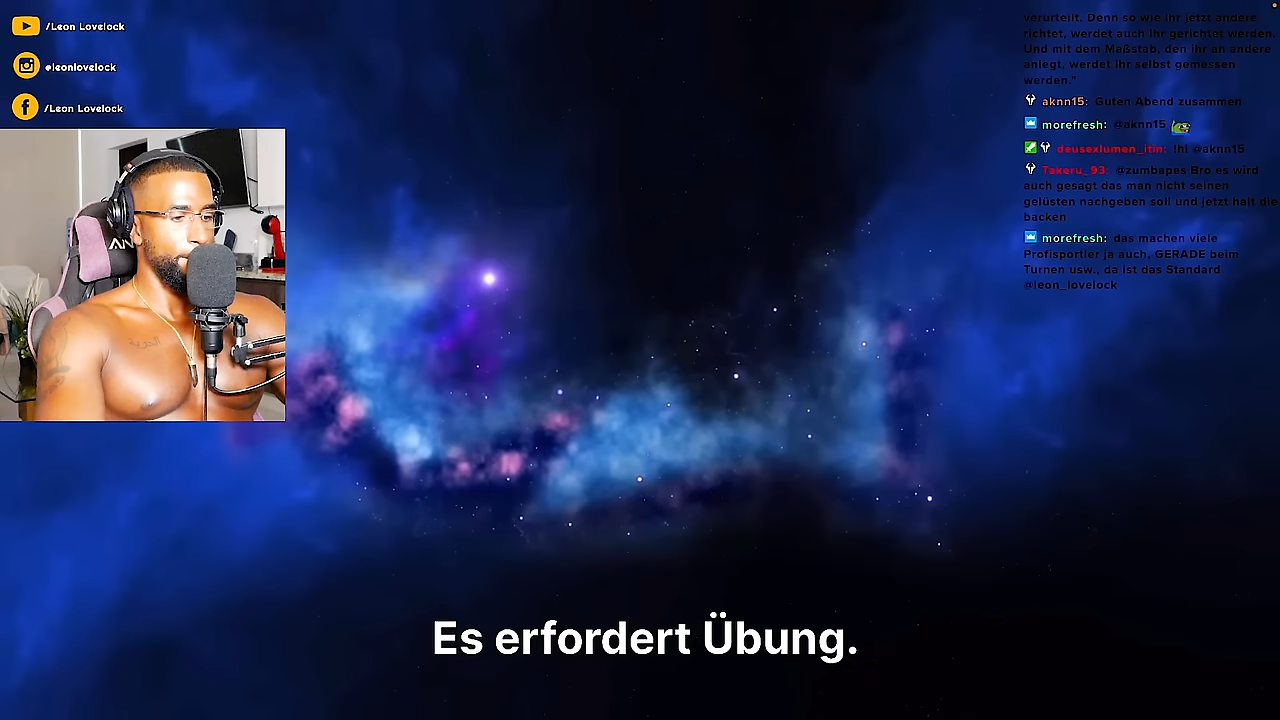 /Leon Lovelock
@leonlovelock
/Leon Lovelock
verurteilt. Denn so wie ihr jetzt andere
richtet, werdet auch ihr gerichtet werden.
Und mit dem Maßstab, den ihr an andere
anlegt, werdet ihr selbst gemessen
werden."
aknn15: Guten Abend zusammen
morefresh: @aknn15
deusexlumen_itin: !hi @aknn15
Takeru_93: @zumbapes Bro es wird
auch gesagt das man nicht seinen
gelüsten nachgeben soll und jetzt halt die
backen
morefresh: das machen viele
Profisportler ja auch, GERADE beim
Turnen usw., da ist das Standard
@leon_lovelock
AN
Es erfordert Übung.